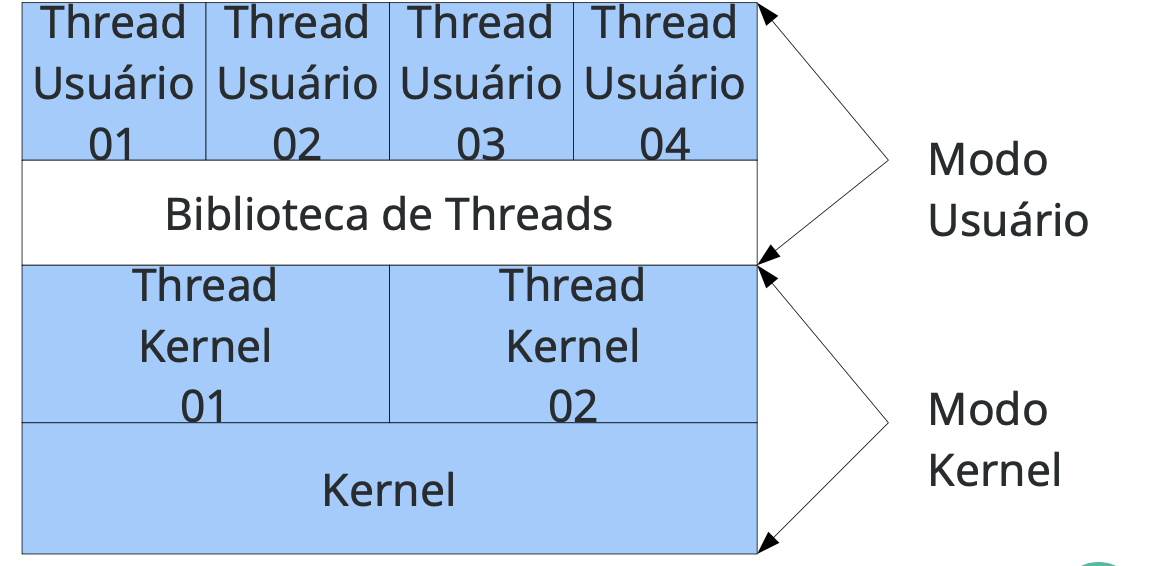 Thread
Usuário
01
Thread
Usuário
02
Thread
Usuário
03
Thread
Usuário
04
Biblioteca de Threads
Modo
Usuário
Thread
Kernel
01
Thread
Kernel
02
Kernel
Modo
Kernel